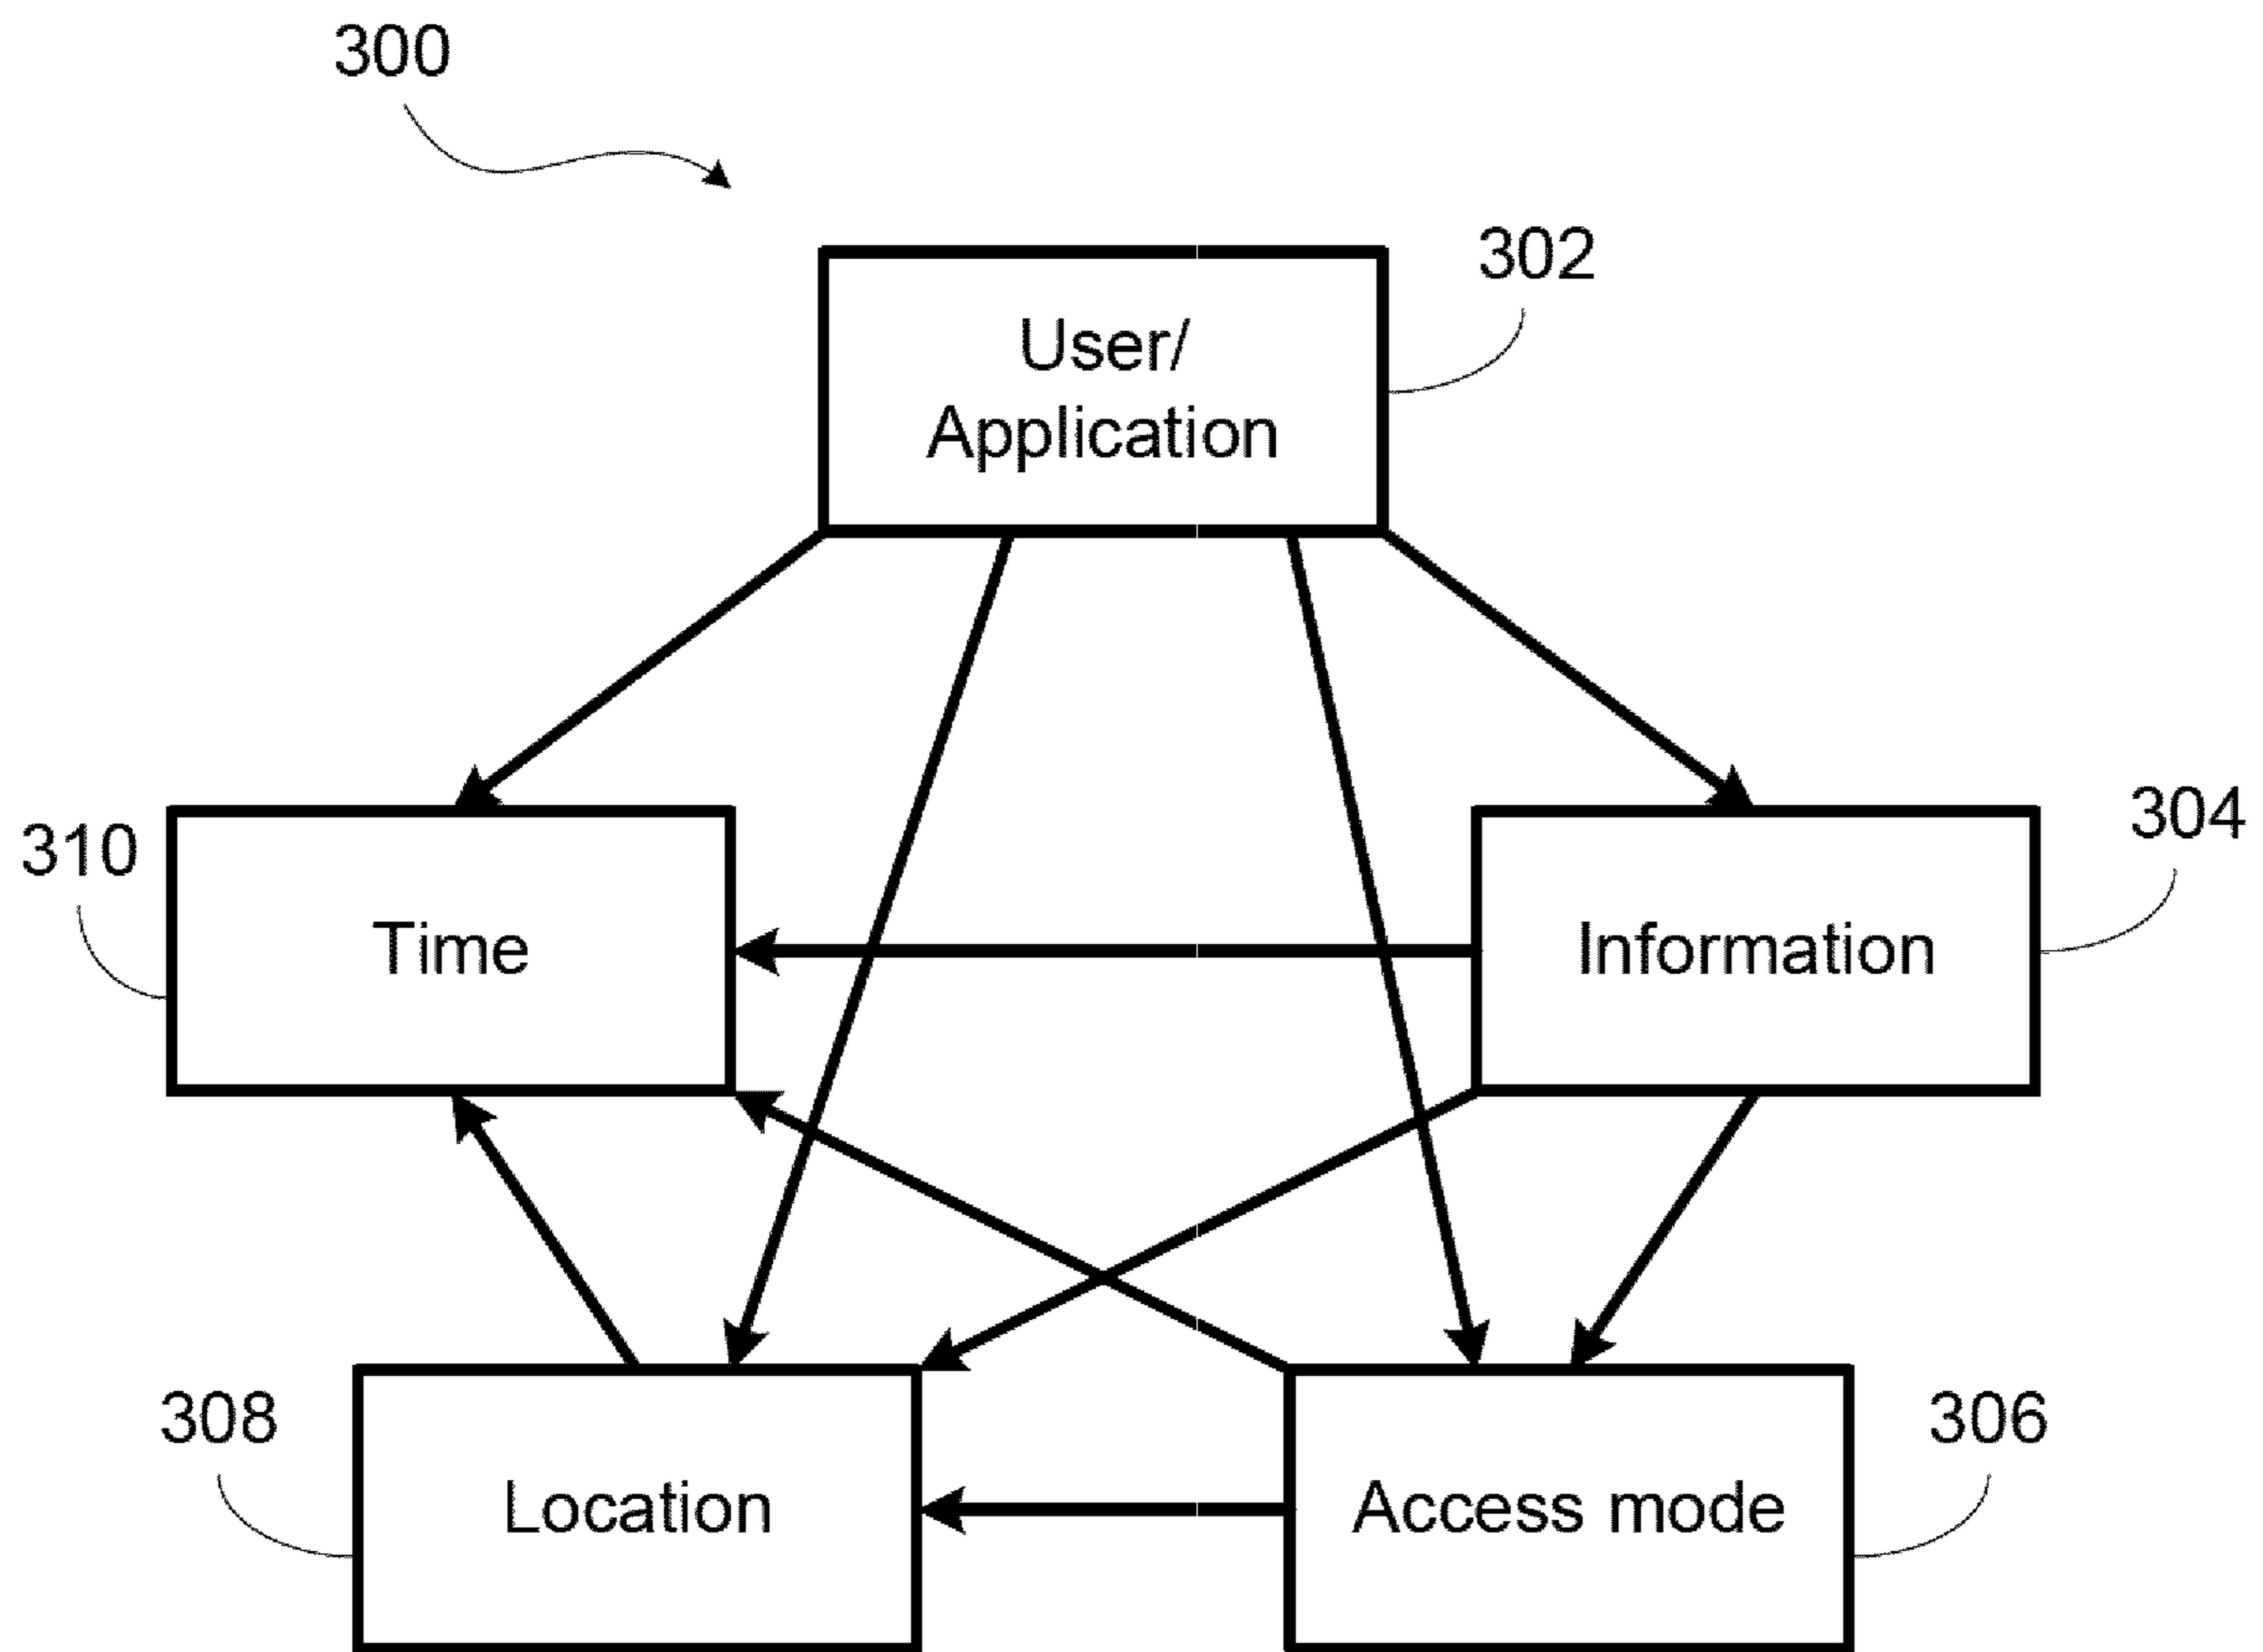 300
302
User/
Application
310
304
Time
Information
308
306
Location
Access mode